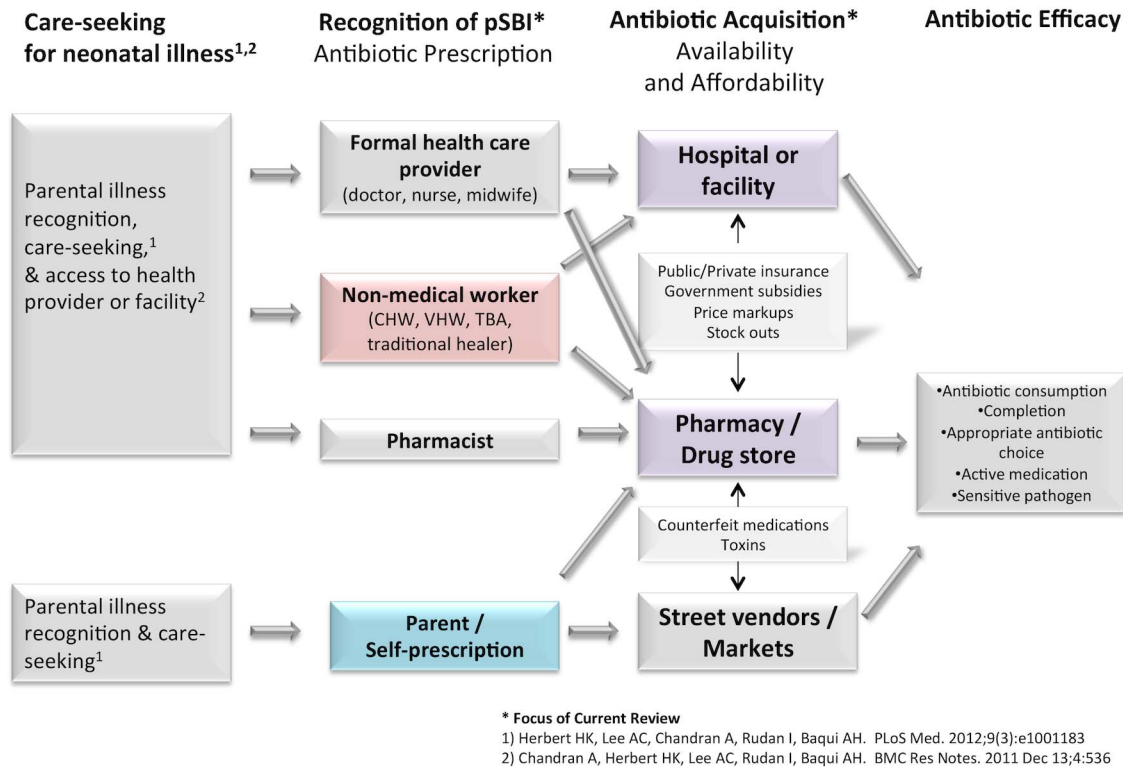 Care-seeking
for neonatal illness1,2
Recognition of pSBI*
Antibiotic Prescription
Antibiotic Acquisition*
Availability
and Affordability
Antibiotic Efficacy
Parental illness
recognition,
care-seeking,1
& access to health
provider or facility2
Formal health care
provider
(doctor, nurse, midwife)
Hospital or
facility
Public/Private insurance
Government subsidies
Price markups
Stock outs
Non-medical worker
(CHW, VHW, TBA,
traditional healer)
Pharmacist
Pharmacy /
Drug store
•Antibiotic consumption
•Completion
•Appropriate antibiotic
choice
•Active medication
•Sensitive pathogen
Counterfeit medications
Toxins
Parental illness
recognition & care-
seeking1
Parent /
Self-prescription
Street vendors /
Markets
* Focus of Current Review
1) Herbert HK, Lee AC, Chandran A, Rudan I, Baqui AH.  PLoS Med. 2012;9(3):e1001183
2) Chandran A, Herbert HK, Lee AC, Rudan I, Baqui AH.  BMC Res Notes. 2011 Dec 13;4:536